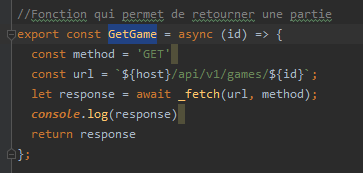 //Fonction qui permet de retourner une partie
export const GetGame = async (id) => {
const method = 'GET'
const url = `${host}/api/v1/games/${id}`;
let response = await _fetch(url, method);
console.log(response)
return response
};